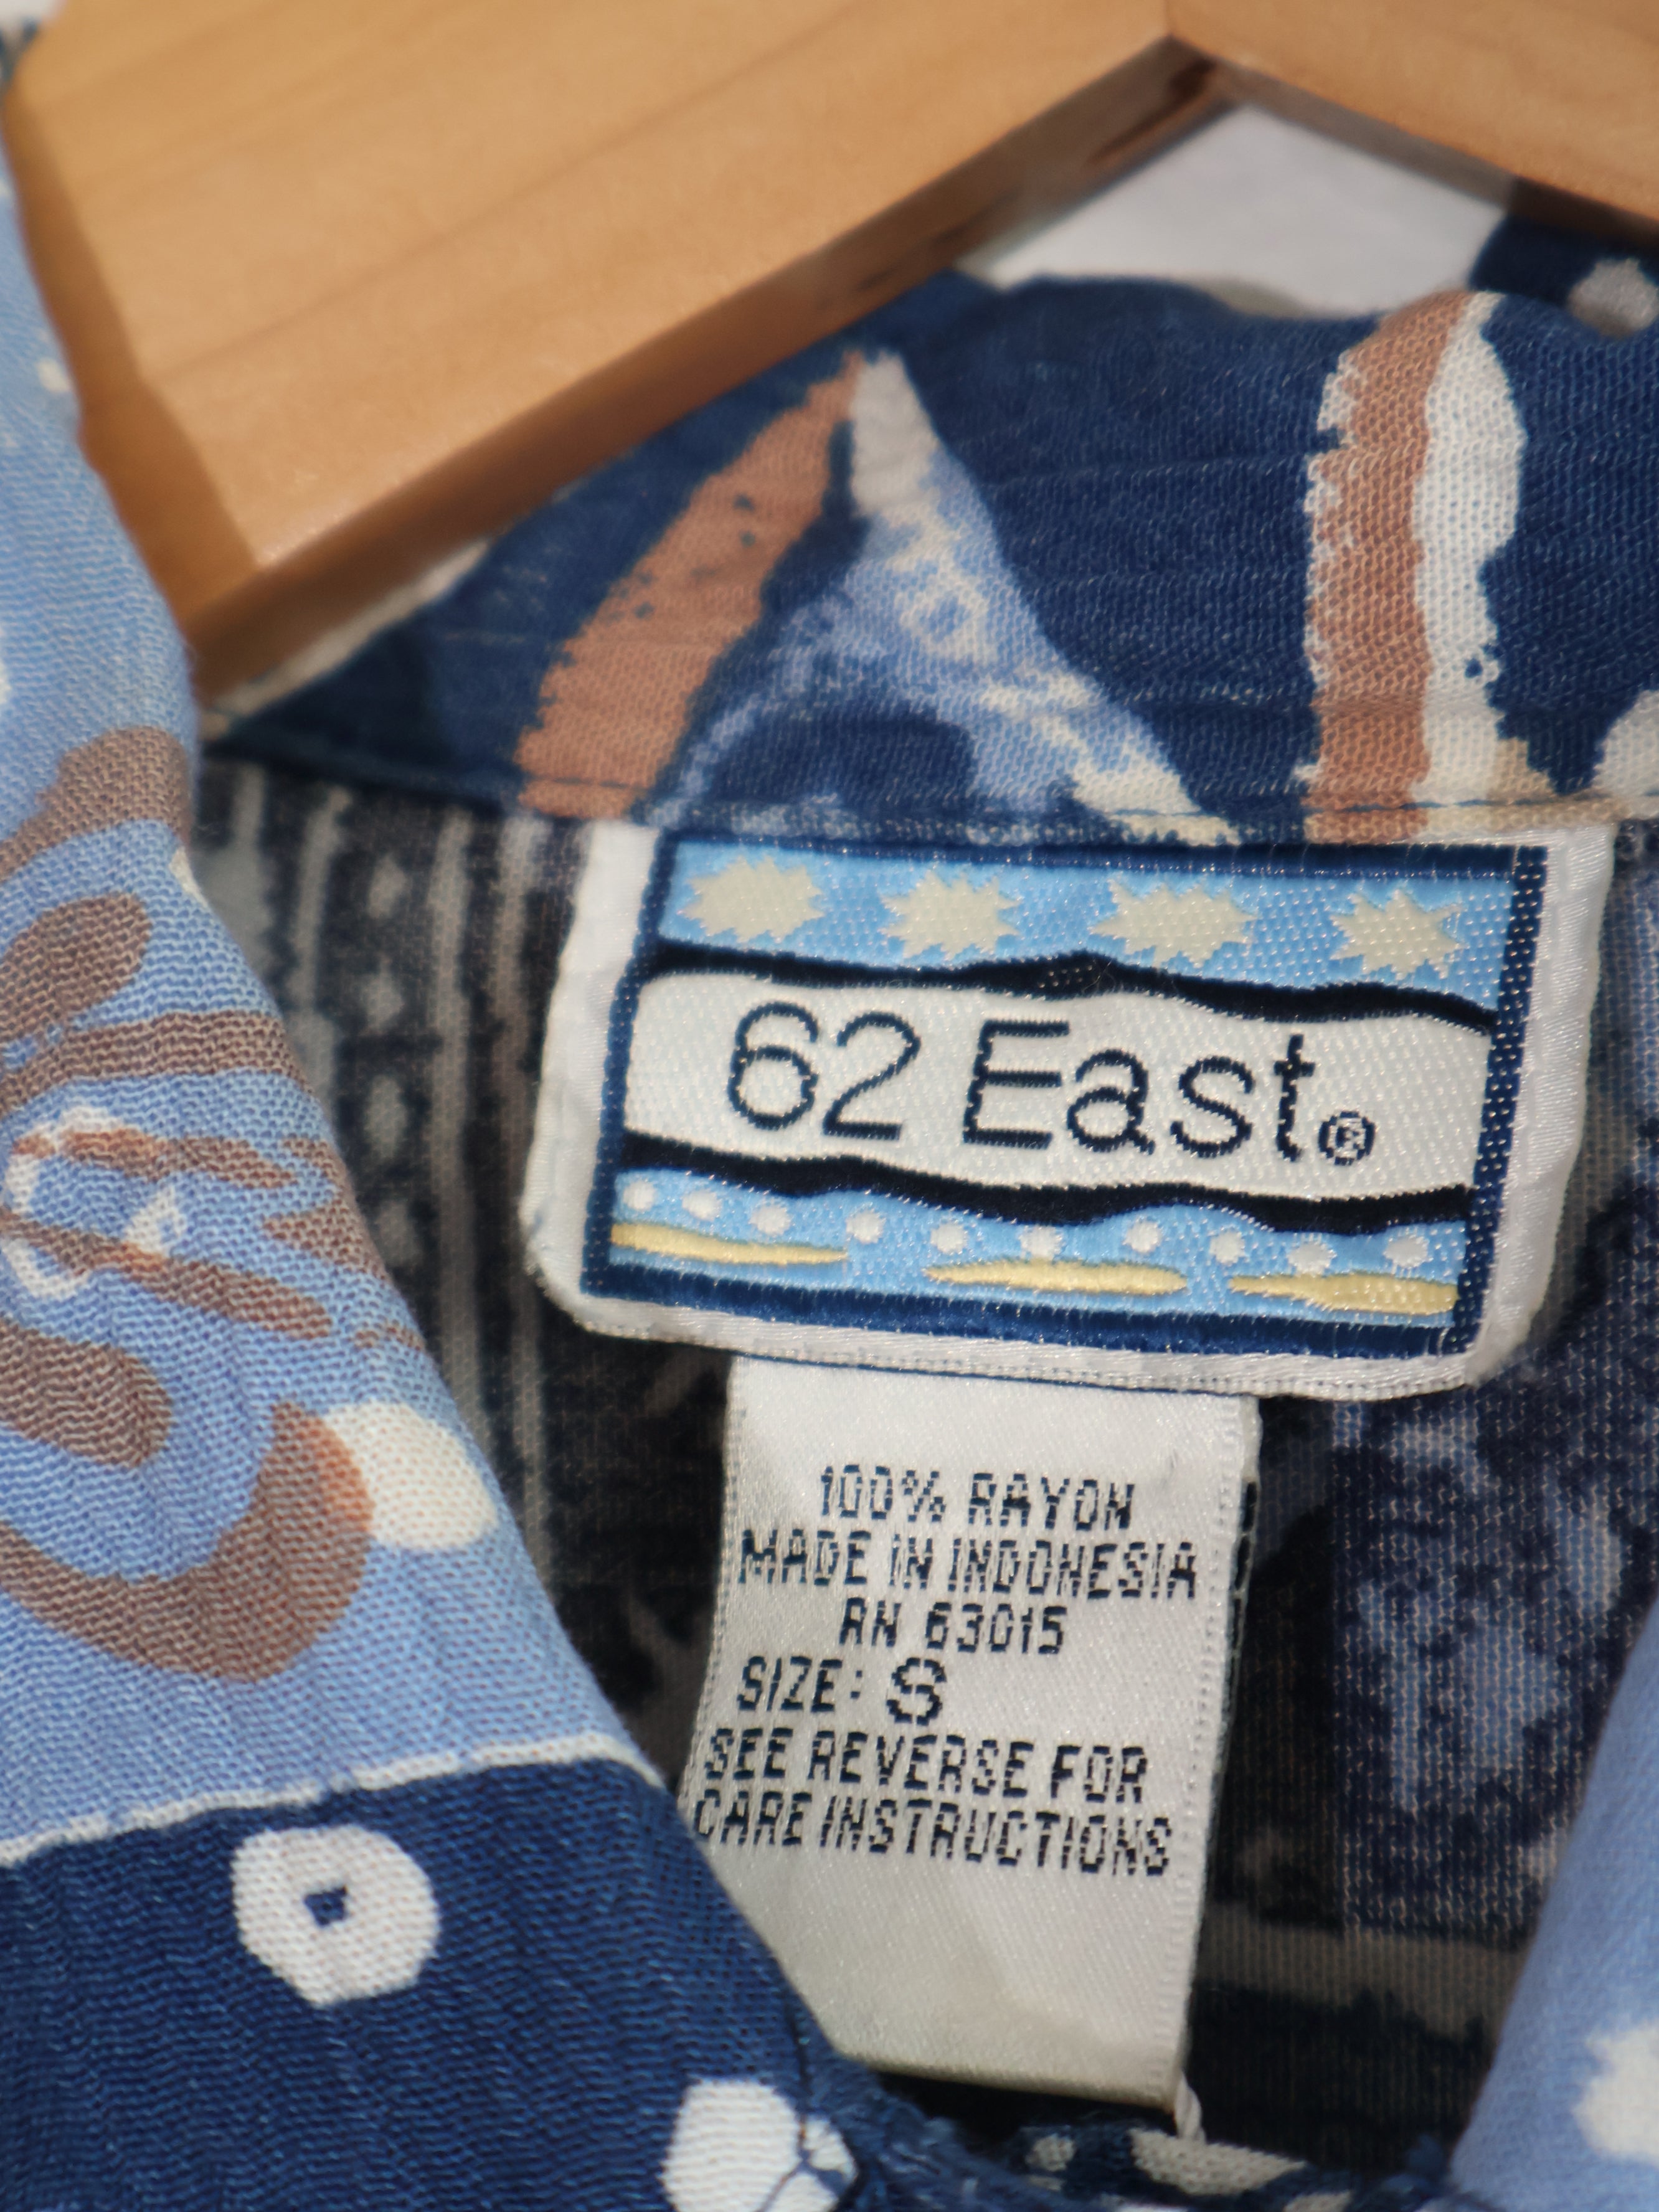 62 East®
100% RAYON
MADE IN INDONESIA
RN 63015
SIZE: S
SEE REVERSE FOR
CARE INSTRUCTIONS